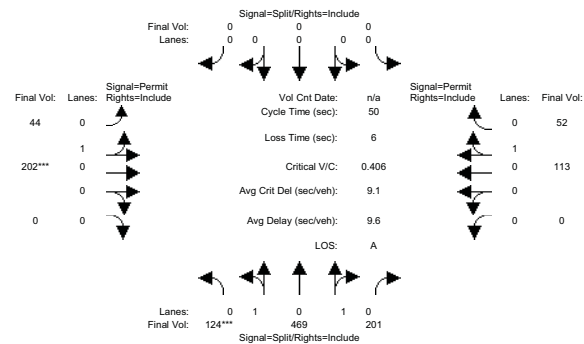 Signal=Split/Rights=Include
Final Vol: 0 0 0
Lanes: 0 0 0 0 0
Signal=Permit
Final Vol: Lanes: Rights=Include
Vol Cnt Date: n/a
Signal=Permit
Rights=Include Lanes: Final Vol:
Cycle Time (sec): 50
44 0
0 52
Loss Time (sec): 6
1
1
202*** 0
Critical V/C: 0.406
0 113
0
Avg Crit Del (sec/veh): 9.1
0
0 0
Avg Delay (sec/veh): 9.6
0 0
LOS: A
Lanes: 0 1 0 1 0
Final Vol: 124*** 469 201
Signal=Split/Rights=Include